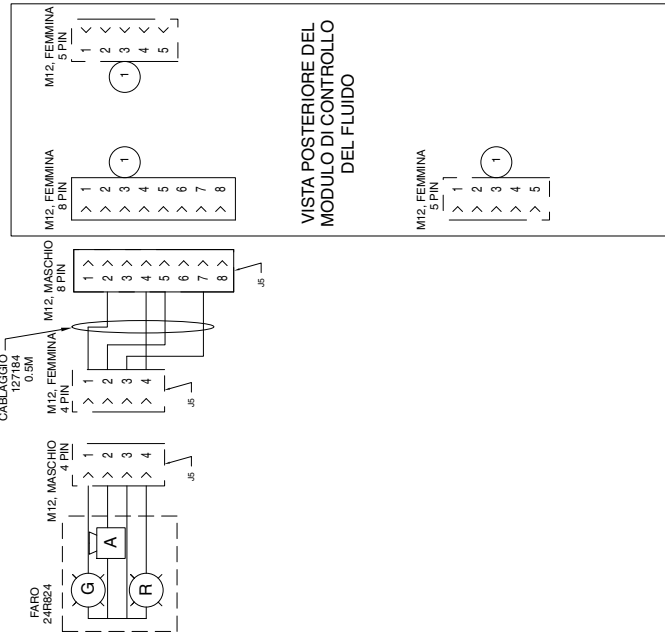 FARO
24R824
G
A
R
M12, MASCHIO
4 PIN
1
2
3
4
J5
CABLAGGIO
127184
0.5M
M12, FEMMINA
4 PIN
1
2
3
4
J5
M12, MASCHIO
8 PIN
1
2
3
4
5
6
7
8
J5
M12, FEMMINA
8 PIN
1
2
3
4
5
6
7
8
1
M12, FEMMINA
5 PIN
1
2
3
4
5
1
VISTA POSTERIORE DEL
MODULO DI CONTROLLO
DEL FLUIDO
M12, FEMMINA
5 PIN
1
2
3
4
5
1